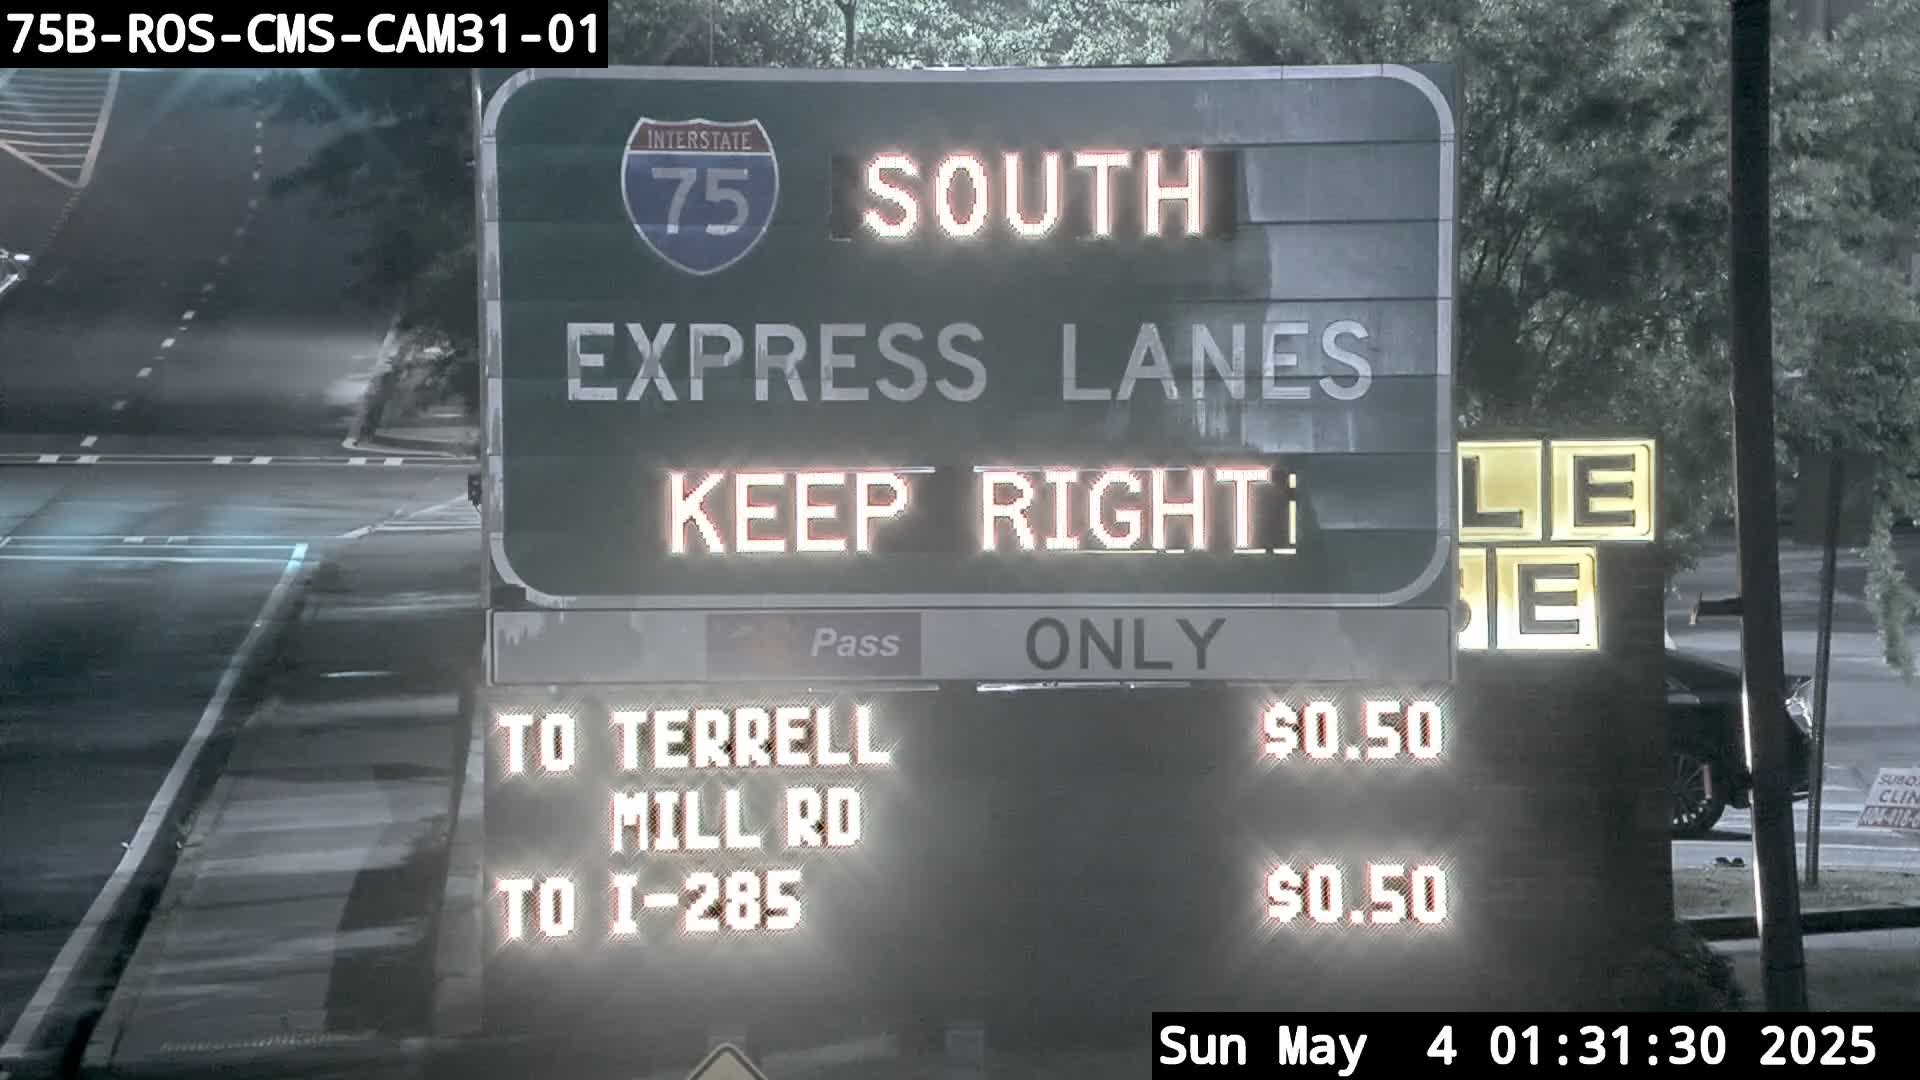 75B-ROS-CMS-CAM31-01
INTERSTATE
75
SOUTH
EXPRESS LANES
KEEP RIGHT
Pass ONLY
TO TERRELL $0.50
MILL RD
TO I-285 $0.50
LE
E
Sun May 4 01:31:30 2025